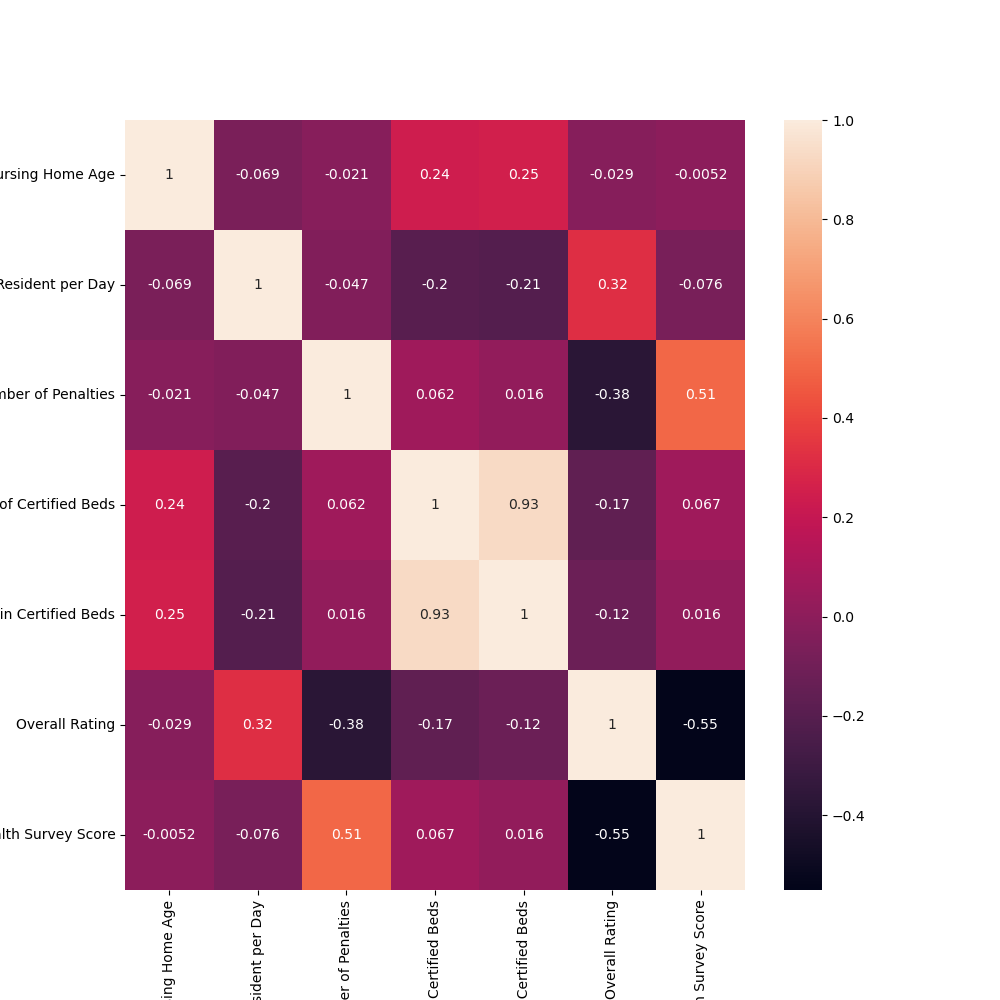 ursing Home Age 1 -0.069 -0.021 0.24 0.25 -0.029 -0.0052
Resident per Day -0.069 1 -0.047 -0.2 -0.21 0.32 -0.076
mber of Penalties -0.021 -0.047 1 0.062 0.016 -0.38 0.51
of Certified Beds 0.24 -0.2 0.062 1 0.93 -0.17 0.067
in Certified Beds 0.25 -0.21 0.016 0.93 1 -0.12 0.016
Overall Rating -0.029 0.32 -0.38 -0.17 -0.12 1 -0.55
lth Survey Score -0.0052 -0.076 0.51 0.067 0.016 -0.55 1
sing Home Age
sident per Day
er of Penalties
Certified Beds
Certified Beds
Overall Rating
Survey Score
1.0
0.8
0.6
0.4
0.2
0.0
−0.2
−0.4